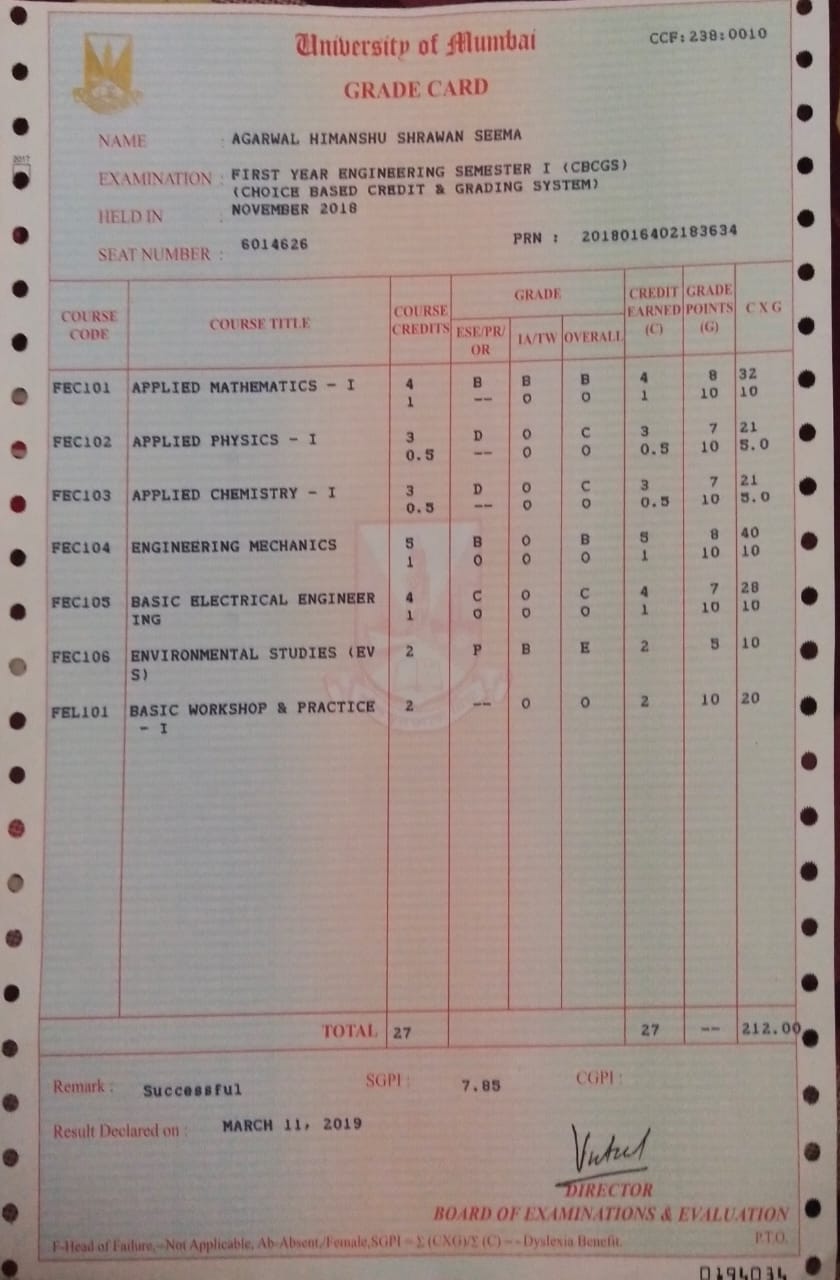 University of Mumbai
CCF:238:0010
GRADE CARD
2017
NAME : AGARWAL HIMANSHU SHRAWAN SEEMA
EXAMINATION : FIRST YEAR ENGINEERING SEMESTER I (CBCGS)
(CHOICE BASED CREDIT & GRADING SYSTEM)
HELD IN : NOVEMBER 2018
SEAT NUMBER : 6014626 PRN : 2018016402183634
COURSE CODE COURSE TITLE COURSE CREDITS GRADE CREDIT EARNED (C) GRADE POINTS (G) C X G
ESE/PR/OR IA/TW OVERALL
FEC101 APPLIED MATHEMATICS - I 4 B B B 4 8 32
1 -- O O 1 10 10
FEC102 APPLIED PHYSICS - I 3 D O C 3 7 21
0.5 -- O O 0.5 10 5.0
FEC103 APPLIED CHEMISTRY - I 3 D O C 3 7 21
0.5 -- O O 0.5 10 5.0
FEC104 ENGINEERING MECHANICS 5 B O B 5 8 40
1 O O O 1 10 10
FEC105 BASIC ELECTRICAL ENGINEER 4 C O C 4 7 28
ING 1 O O O 1 10 10
FEC106 ENVIRONMENTAL STUDIES (EV 2 P B E 2 5 10
S)
FEL101 BASIC WORKSHOP & PRACTICE 2 -- O O 2 10 20
- I
TOTAL 27 27 -- 212.00
Remark : Successful SGPI : 7.85 CGPI :
Result Declared on : MARCH 11, 2019
DIRECTOR
BOARD OF EXAMINATIONS & EVALUATION
F-Head of Failure,--Not Applicable, Ab-Absent,/Female,SGPI = Σ (CXG)/Σ (C) ~ - Dyslexia Benefit. P.T.O.
0194034